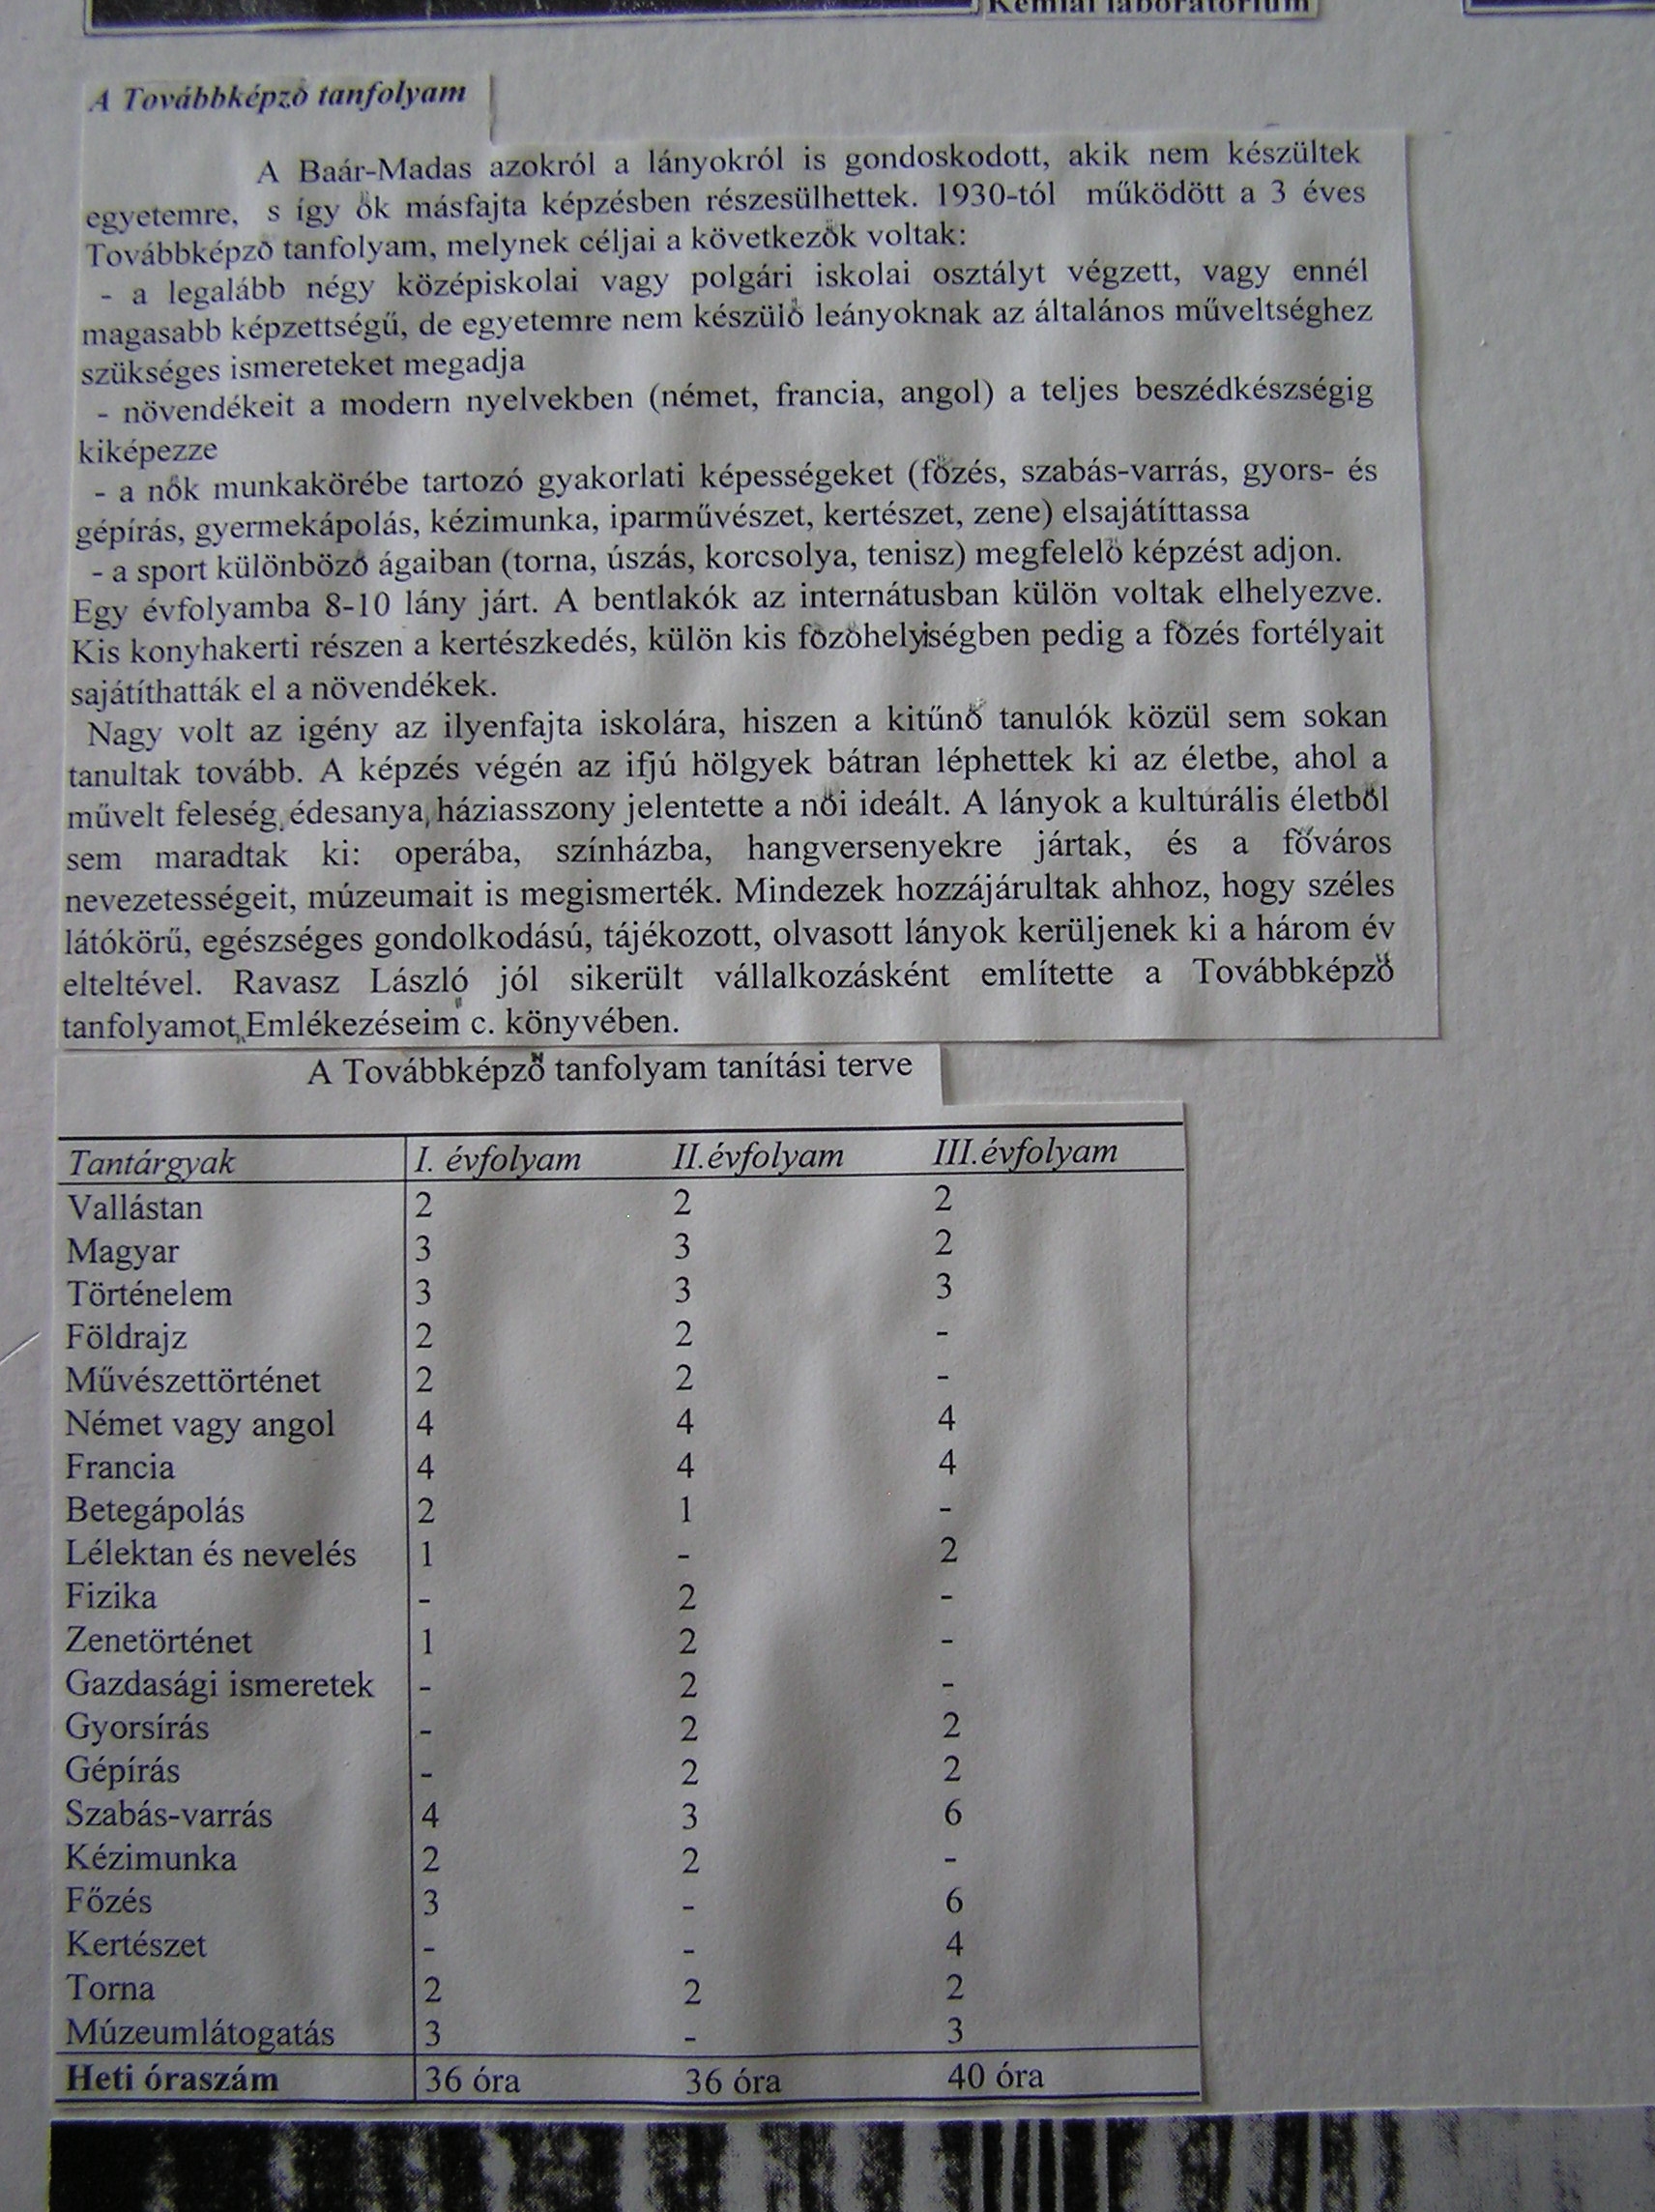 Kémiai laboratórium
A Továbbképző tanfolyam
A Baár-Madas azokról a lányokról is gondoskodott, akik nem készültek
egyetemre, s így ők másfajta képzésben részesülhettek. 1930-tól működött a 3 éves
Továbbképző tanfolyam, melynek céljai a következők voltak:
- a legalább négy középiskolai vagy polgári iskolai osztályt végzett, vagy ennél
magasabb képzettségű, de egyetemre nem készülő leányoknak az általános műveltséghez
szükséges ismereteket megadja
- növendékeit a modern nyelvekben (német, francia, angol) a teljes beszédkészségig
kiképezze
- a nők munkakörébe tartozó gyakorlati képességeket (főzés, szabás-varrás, gyors- és
gépírás, gyermekápolás, kézimunka, iparművészet, kertészet, zene) elsajátíttassa
- a sport különböző ágaiban (torna, úszás, korcsolya, tenisz) megfelelő képzést adjon.
Egy évfolyamba 8-10 lány járt. A bentlakók az internátusban külön voltak elhelyezve.
Kis konyhakerti részen a kertészkedés, külön kis főzőhelyiségben pedig a főzés fortélyait
sajátíthatták el a növendékek.
Nagy volt az igény az ilyenfajta iskolára, hiszen a kitűnő tanulók közül sem sokan
tanultak tovább. A képzés végén az ifjú hölgyek bátran léphettek ki az életbe, ahol a
művelt feleség, édesanya, háziasszony jelentette a női ideált. A lányok a kulturális életből
sem maradtak ki: operába, színházba, hangversenyekre jártak, és a főváros
nevezetességeit, múzeumait is megismerték. Mindezek hozzájárultak ahhoz, hogy széles
látókörű, egészséges gondolkodású, tájékozott, olvasott lányok kerüljenek ki a három év
elteltével. Ravasz László jól sikerült vállalkozásként említette a Továbbképző
tanfolyamot „Emlékezéseim" c. könyvében.
A Továbbképző tanfolyam tanítási terve
Tantárgyak I. évfolyam II.évfolyam III.évfolyam
Vallástan 2 2 2
Magyar 3 3 2
Történelem 3 3 3
Földrajz 2 2 -
Művészettörténet 2 2 -
Német vagy angol 4 4 4
Francia 4 4 4
Betegápolás 2 1 -
Lélektan és nevelés 1 - 2
Fizika - 2 -
Zenetörténet 1 2 -
Gazdasági ismeretek - 2 -
Gyorsírás - 2 2
Gépírás - 2 2
Szabás-varrás 4 3 6
Kézimunka 2 2 -
Főzés 3 - 6
Kertészet - - 4
Torna 2 2 2
Múzeumlátogatás 3 - 3
Heti óraszám 36 óra 36 óra 40 óra